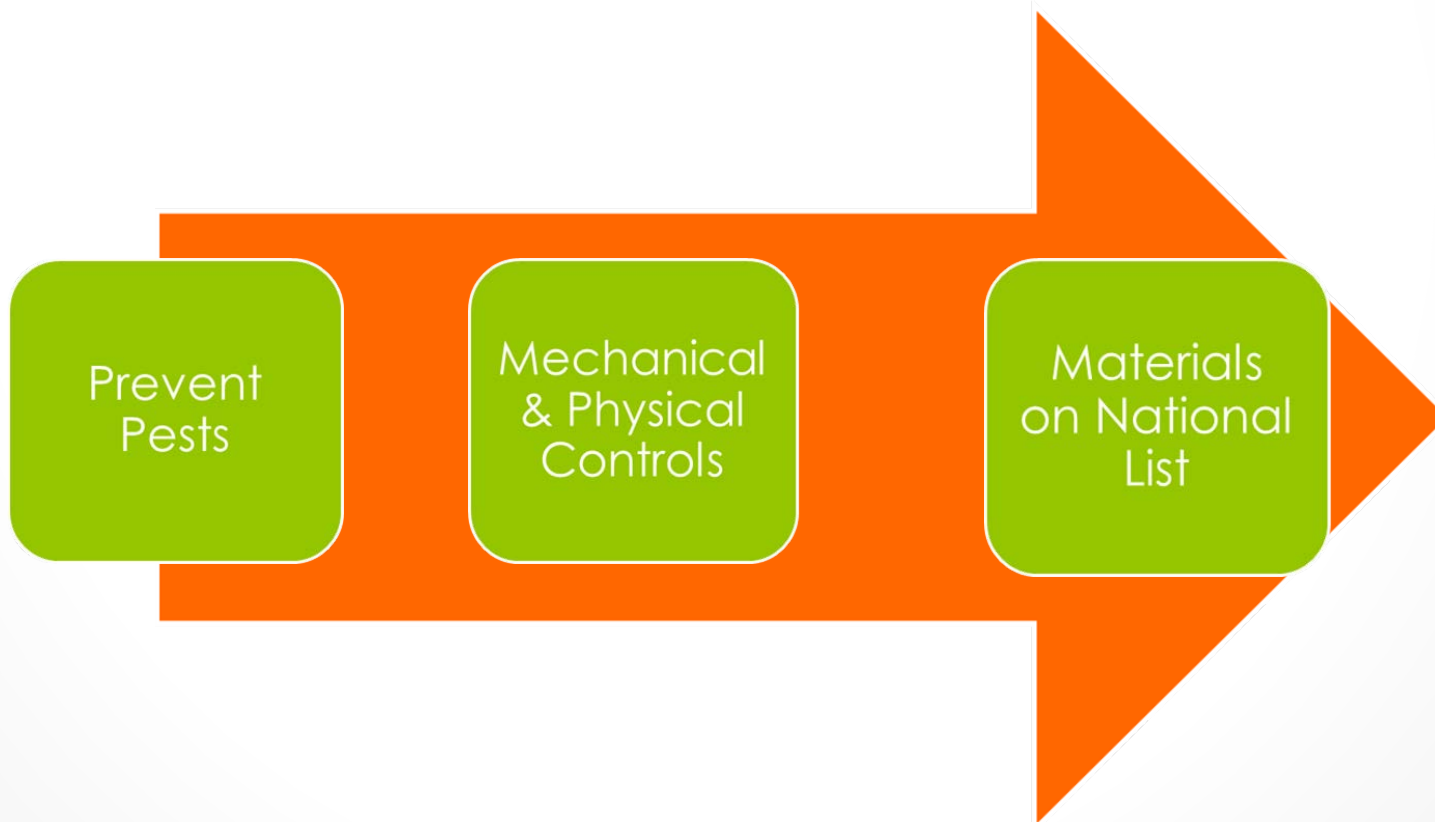 Prevent
Pests
Mechanical
& Physical
Controls
Materials
on National
List